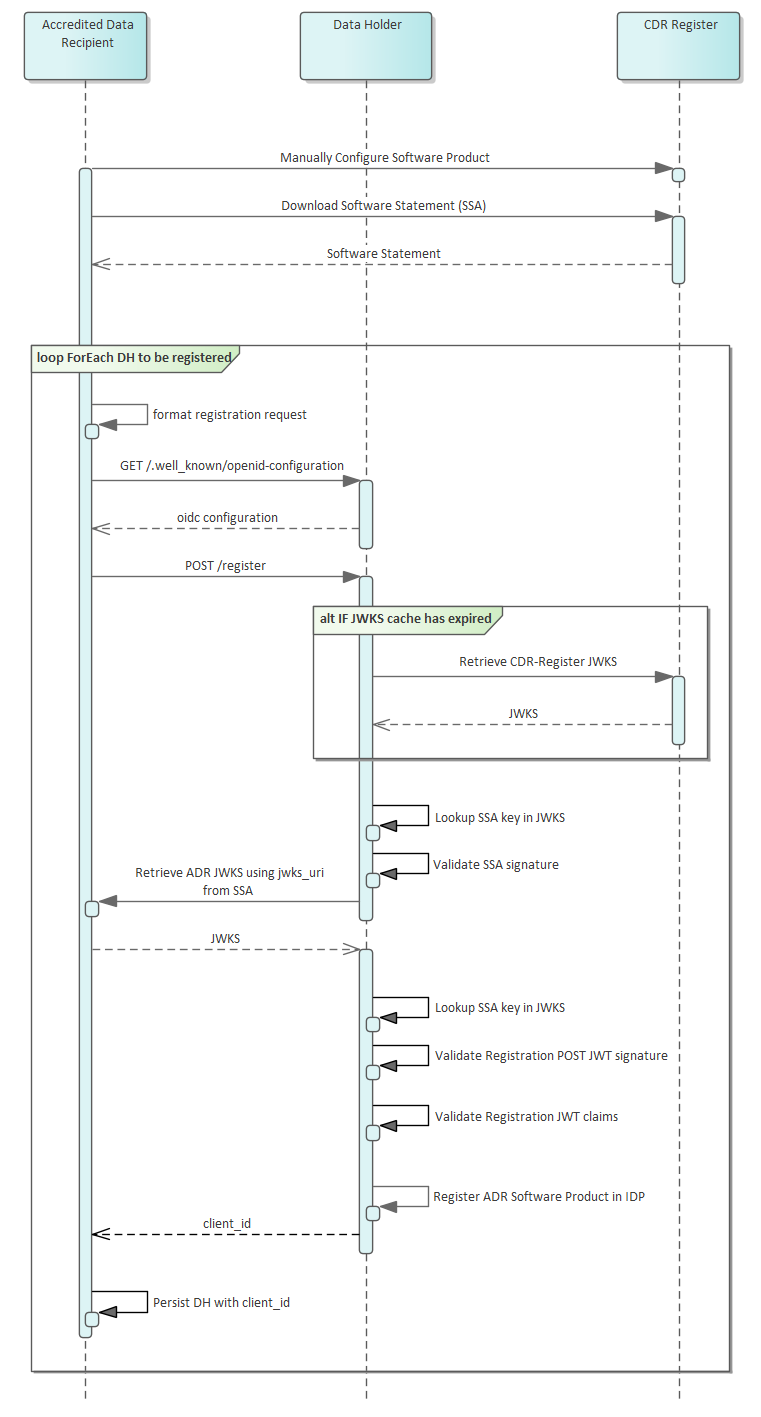 Accredited Data
Recipient
Data Holder
CDR Register
Manually Configure Software Product
Download Software Statement (SSA)
Software Statement
loop ForEach DH to be registered
format registration request
GET /.well_known/openid-configuration
oidc configuration
POST /register
alt IF JWKS cache has expired
Retrieve CDR-Register JWKS
JWKS
Lookup SSA key in JWKS
Validate SSA signature
Retrieve ADR JWKS using jwks_uri
from SSA
JWKS
Lookup SSA key in JWKS
Validate Registration POST JWT signature
Validate Registration JWT claims
Register ADR Software Product in IDP
client_id
Persist DH with client_id